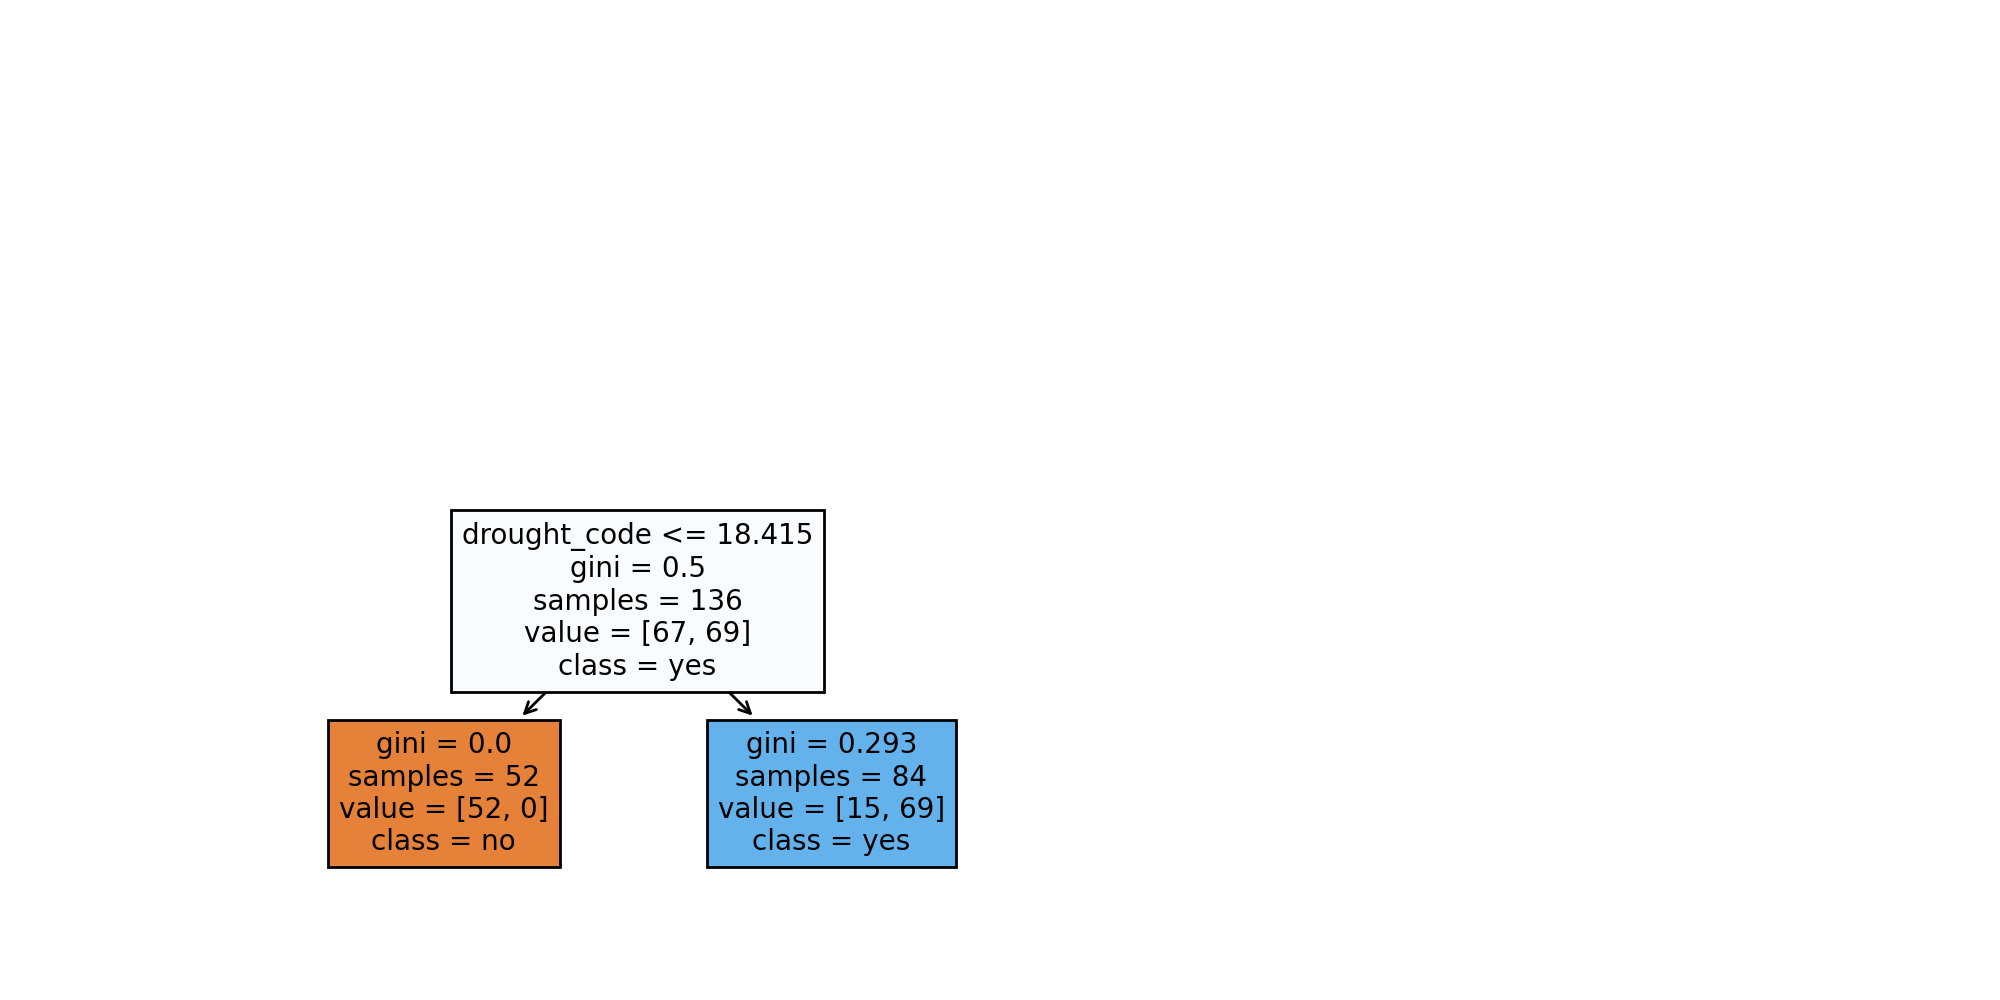 drought_code <= 18.415
gini = 0.5
samples = 136
value = [67, 69]
class = yes
gini = 0.0
samples = 52
value = [52, 0]
class = no
gini = 0.293
samples = 84
value = [15, 69]
class = yes